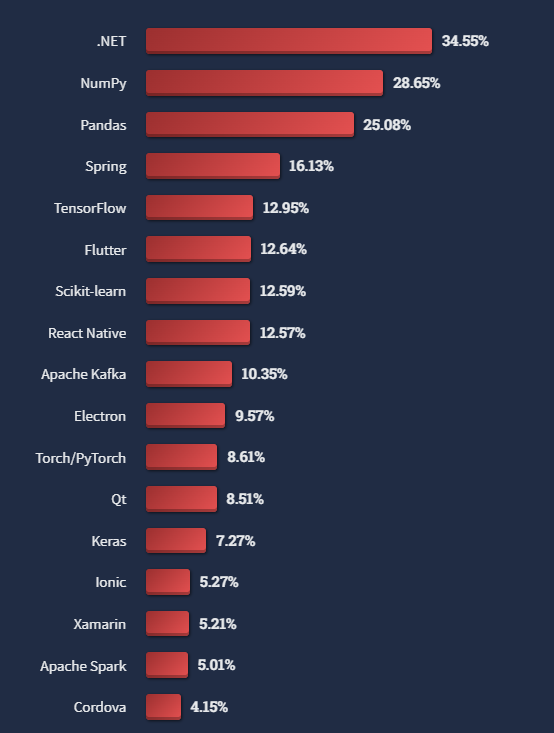 .NET 34.55%
NumPy 28.65%
Pandas 25.08%
Spring 16.13%
TensorFlow 12.95%
Flutter 12.64%
Scikit-learn 12.59%
React Native 12.57%
Apache Kafka 10.35%
Electron 9.57%
Torch/PyTorch 8.61%
Qt 8.51%
Keras 7.27%
Ionic 5.27%
Xamarin 5.21%
Apache Spark 5.01%
Cordova 4.15%